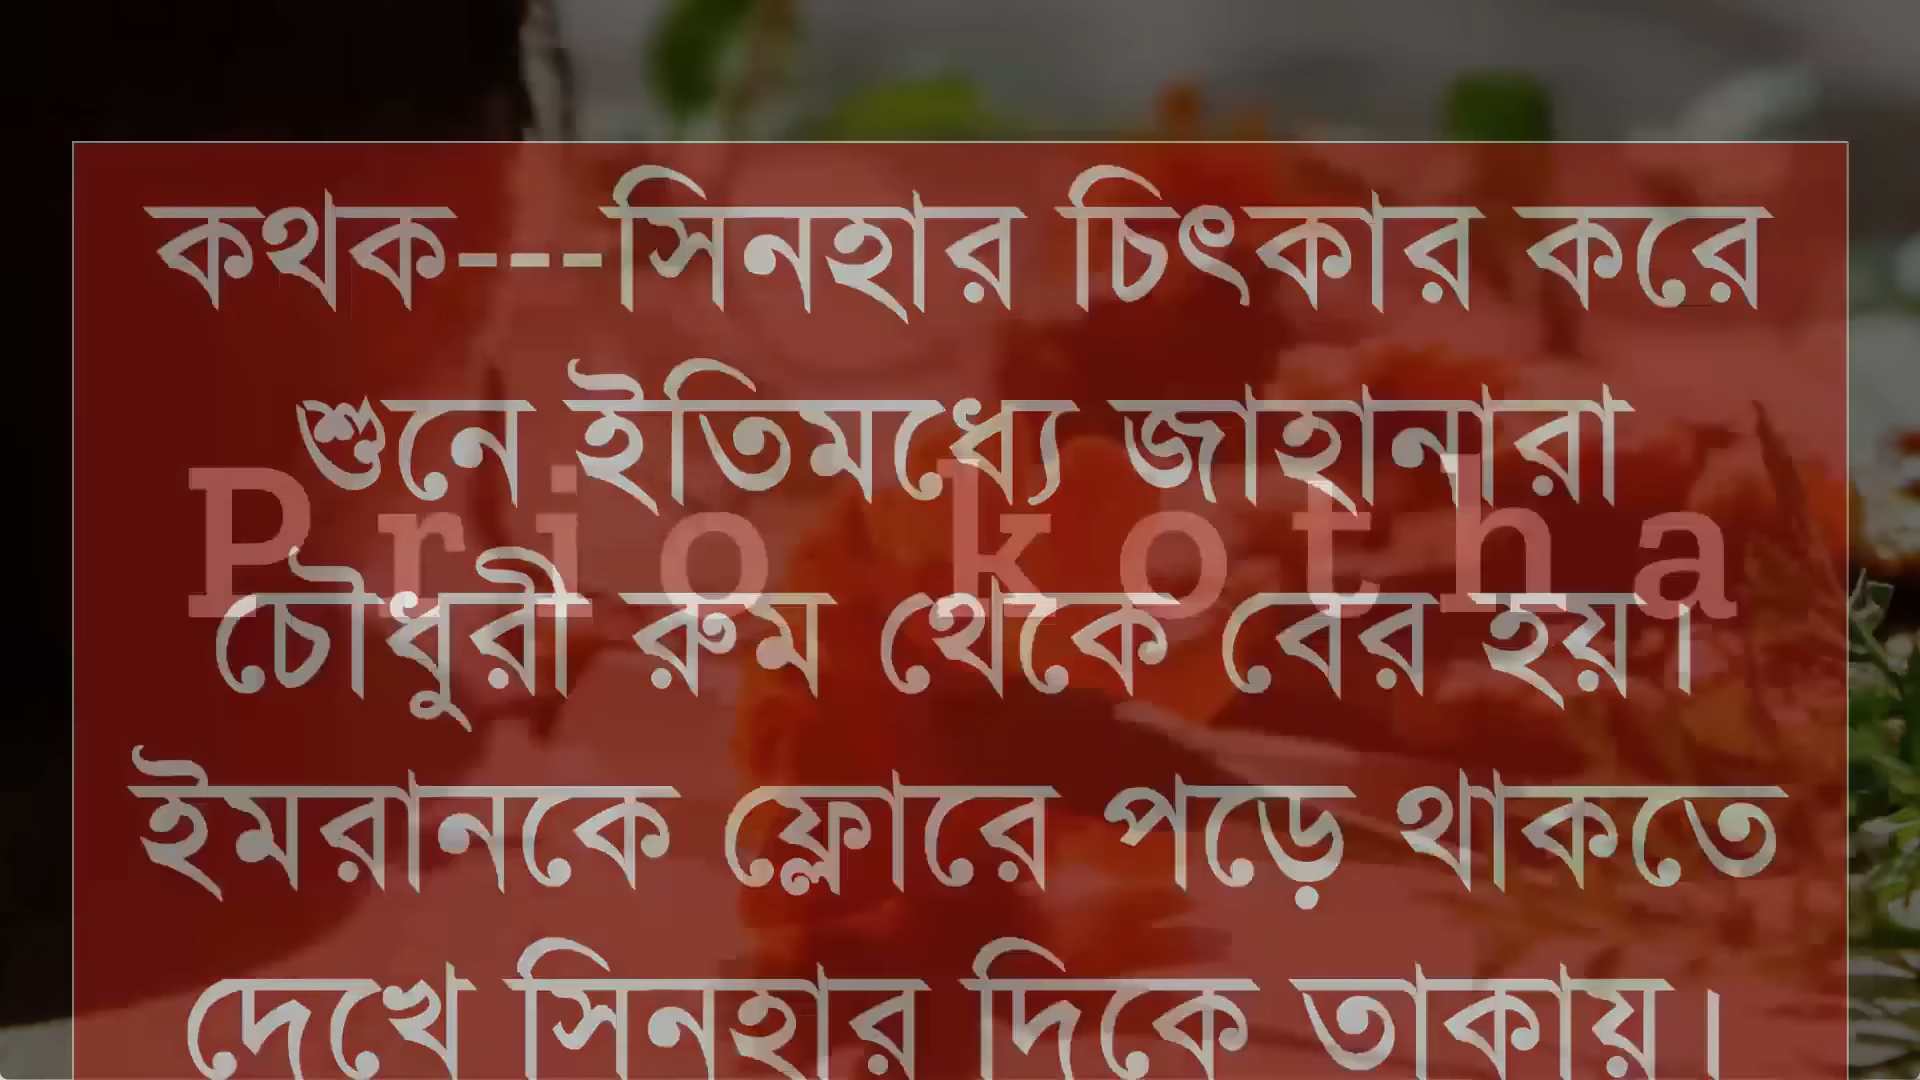 কথক---সিনহার চিৎকার করে
শুনে ইতিমধ্যে জাহানারা
Prio kotha
চৌধুরী রুম থেকে বের হয়।
ইমরানকে ফ্লোরে পড়ে থাকতে
দেখে সিনহার দিকে তাকায়।